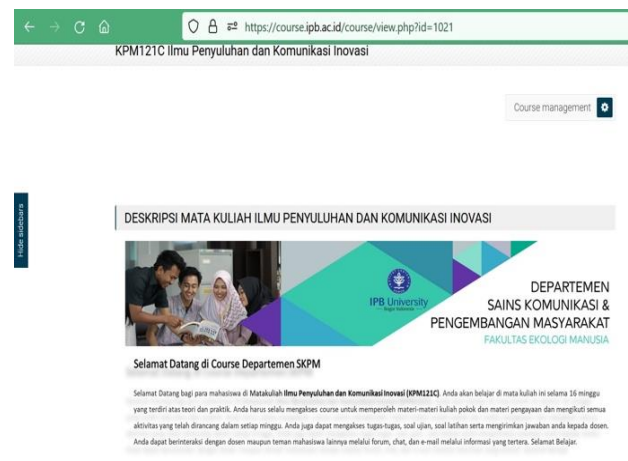 https://course.ipb.ac.id/course/view.php?id=1021
KPM121C Ilmu Penyuluhan dan Komunikasi Inovasi
Course management
Hide sidebars
DESKRIPSI MATA KULIAH ILMU PENYULUHAN DAN KOMUNIKASI INOVASI
IPB University
Bogor Indonesia
DEPARTEMEN
SAINS KOMUNIKASI &
PENGEMBANGAN MASYARAKAT
FAKULTAS EKOLOGI MANUSIA
Selamat Datang di Course Departemen SKPM
Selamat Datang bagi para mahasiswa di Matakuliah Ilmu Penyuluhan dan Komunikasi Inovasi (KPM121C). Anda akan belajar di mata kuliah ini selama 16 minggu
yang terdiri atas teori dan praktik. Anda harus selalu mengakses course untuk memperoleh materi-materi kuliah pokok dan materi pengayaan dan mengikuti semua
aktivitas yang telah dirancang dalam setiap minggu. Anda juga dapat mengakses tugas-tugas, soal ujian, soal latihan serta mengirimkan jawaban anda kepada dosen.
Anda dapat berinteraksi dengan dosen maupun teman mahasiswa lainnya melalui forum, chat, dan e-mail melalui informasi yang tertera. Selamat Belajar.